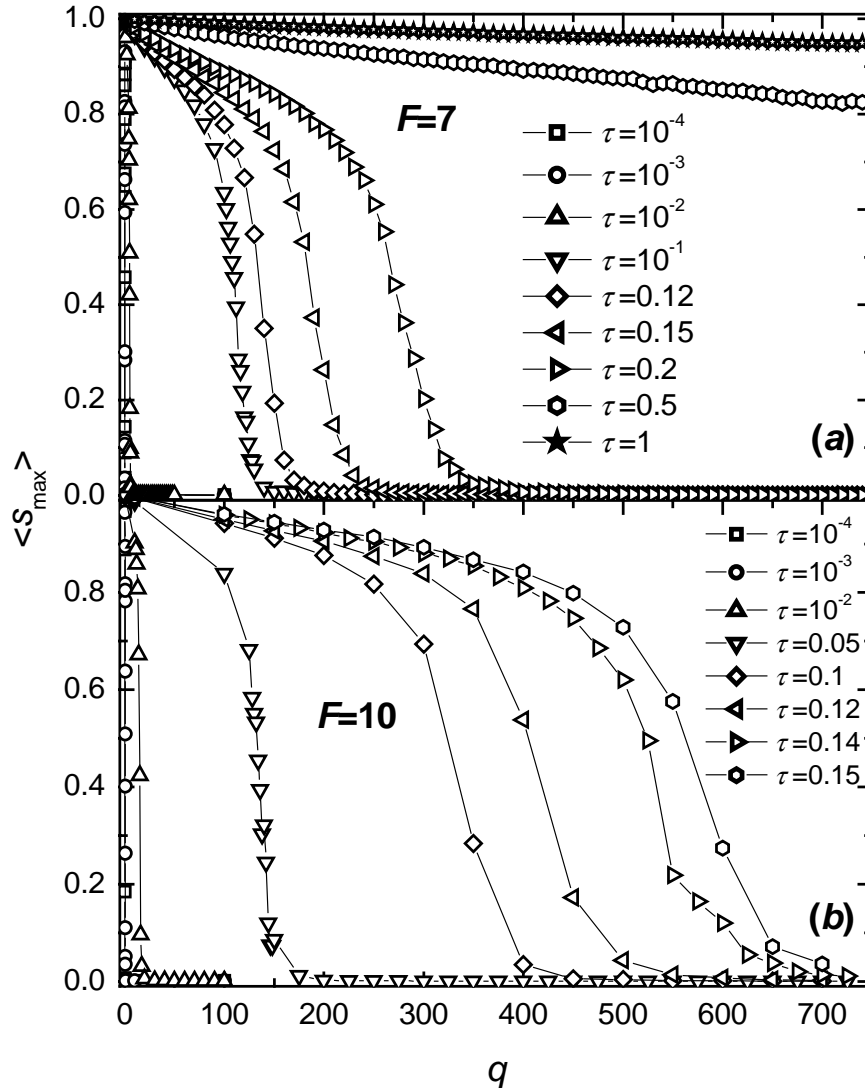 1.0
0.8
0.6
0.4
0.2
0.0
F=7
τ=10⁻⁴
τ=10⁻³
τ=10⁻²
τ=10⁻¹
τ=0.12
τ=0.15
τ=0.2
τ=0.5
τ=1
(a)
<s_max>
0.8
0.6
0.4
0.2
0.0
F=10
τ=10⁻⁴
τ=10⁻³
τ=10⁻²
τ=0.05
τ=0.1
τ=0.12
τ=0.14
τ=0.15
(b)
0 100 200 300 400 500 600 700
q